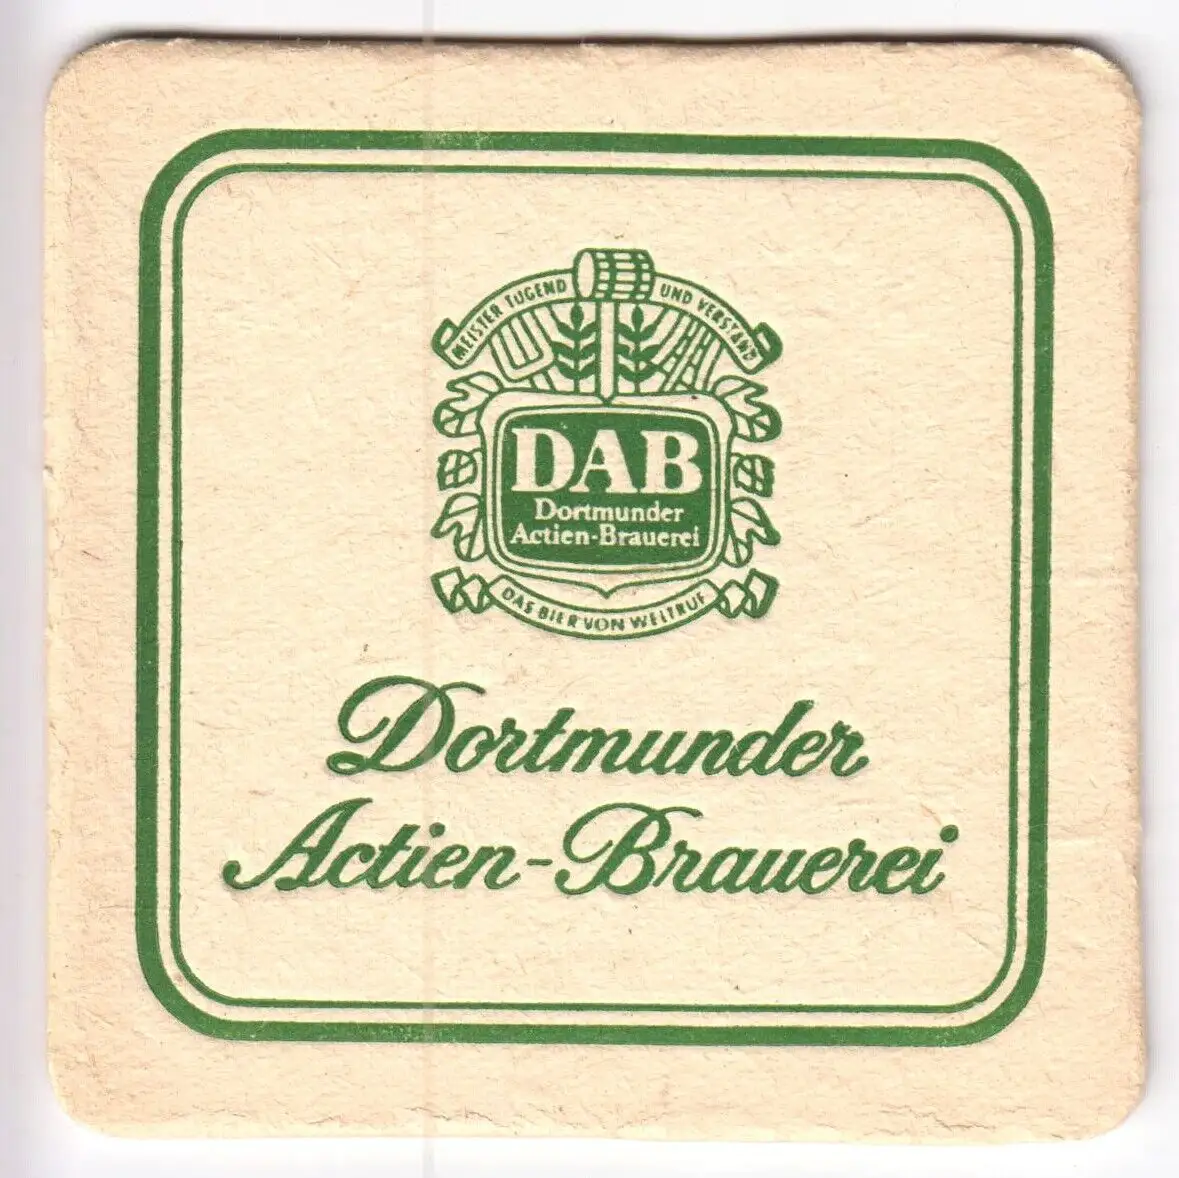 MEISTER TUGEND UND VERSTAND
DAB
Dortmunder
Actien-Brauerei
DAS BIER VON WELTRUF
Dortmunder
Actien-Brauerei